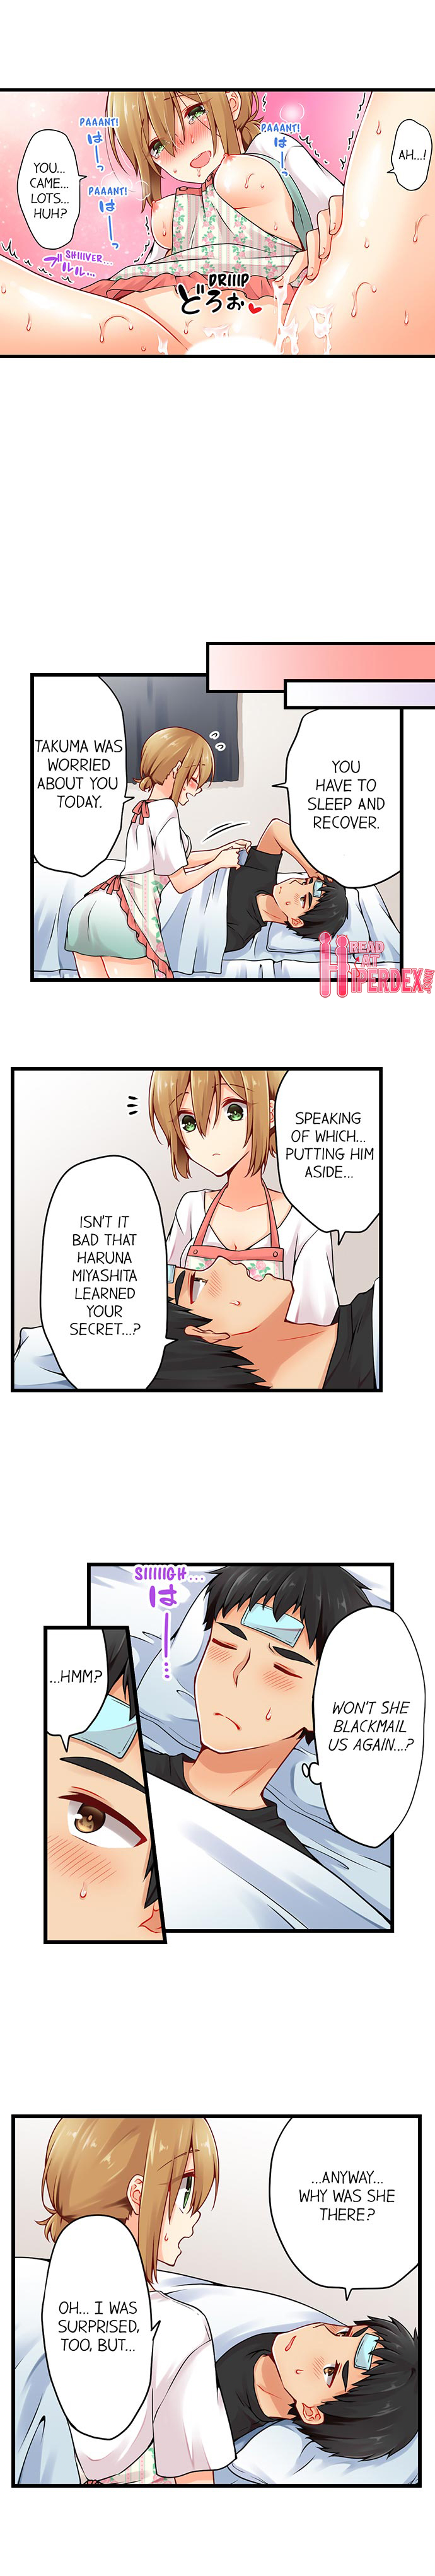 AH...!
PAAANT!
はーっ
PAAANT!
はーっ
PAAANT!
はーっ
YOU...
CAME...
LOTS...
HUH?
SHIIIVER...
ブルル...
DRIIIP
どろぉ
YOU
HAVE TO
SLEEP AND
RECOVER.
TAKUMA WAS
WORRIED
ABOUT YOU
TODAY.
READ
AT
HIPERDEX.COM
SPEAKING
OF WHICH...
PUTTING HIM
ASIDE...
ISN'T IT
BAD THAT
HARUNA
MIYASHITA
LEARNED
YOUR
SECRET...?
SIIIIIGH...
はーー...
WON'T SHE
BLACKMAIL
US AGAIN...?
...HMM?
...ANYWAY...
WHY WAS SHE
THERE?
OH... I WAS
SURPRISED,
TOO, BUT...